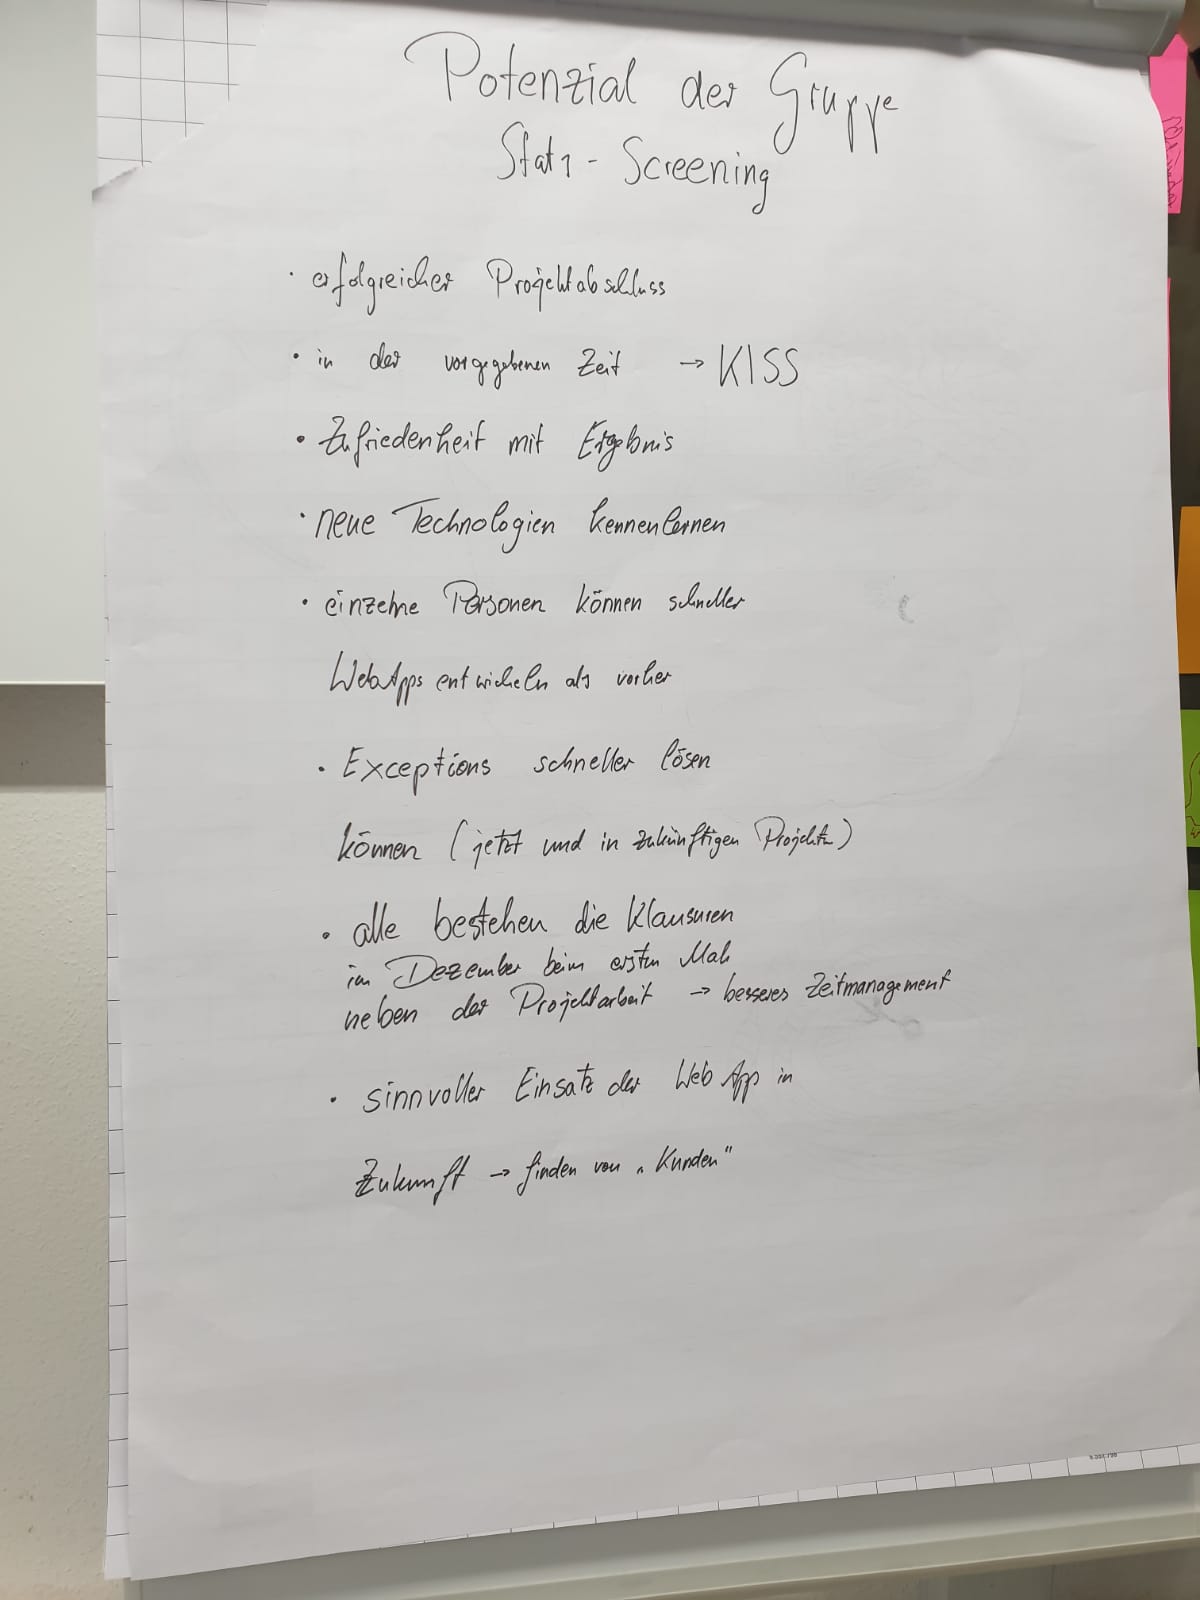 Potenzial der Gruppe
Stat1 - Screening
· erfolgreicher Projektabschluss
· in der vorgegebenen Zeit → KISS
· Zufriedenheit mit Ergebnis
· neue Technologien kennenlernen
· einzelne Personen können schneller
WebApps entwickeln als vorher
· Exceptions schneller lösen
können (jetzt und in zukünftigen Projekten)
· alle bestehen die Klausuren
im Dezember beim ersten Mal
neben der Projektarbeit → besseres Zeitmanagement
· sinnvoller Einsatz der Web App in
Zukunft → finden von „Kunden"